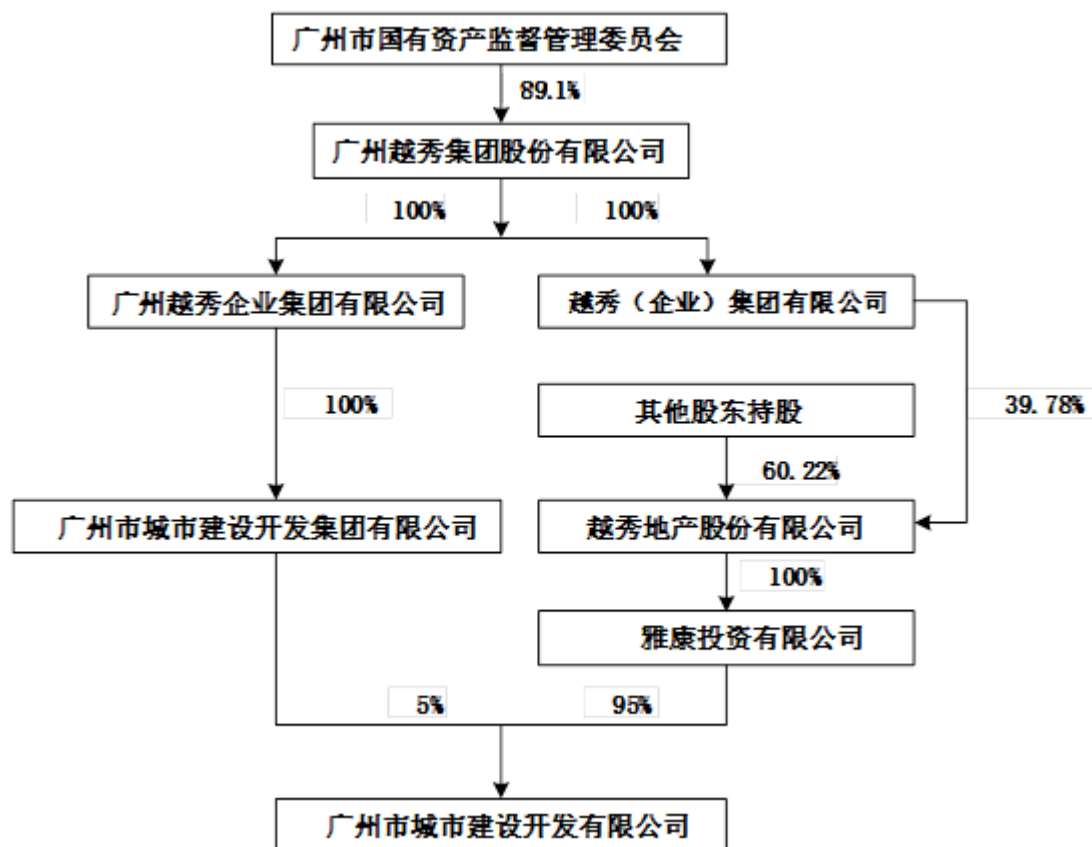 广州市国有资产监督管理委员会
89.1%
广州越秀集团股份有限公司
100%
100%
广州越秀企业集团有限公司
越秀（企业）集团有限公司
100%
其他股东持股
39.78%
60.22%
广州市城市建设开发集团有限公司
越秀地产股份有限公司
100%
雅康投资有限公司
5%
95%
广州市城市建设开发有限公司